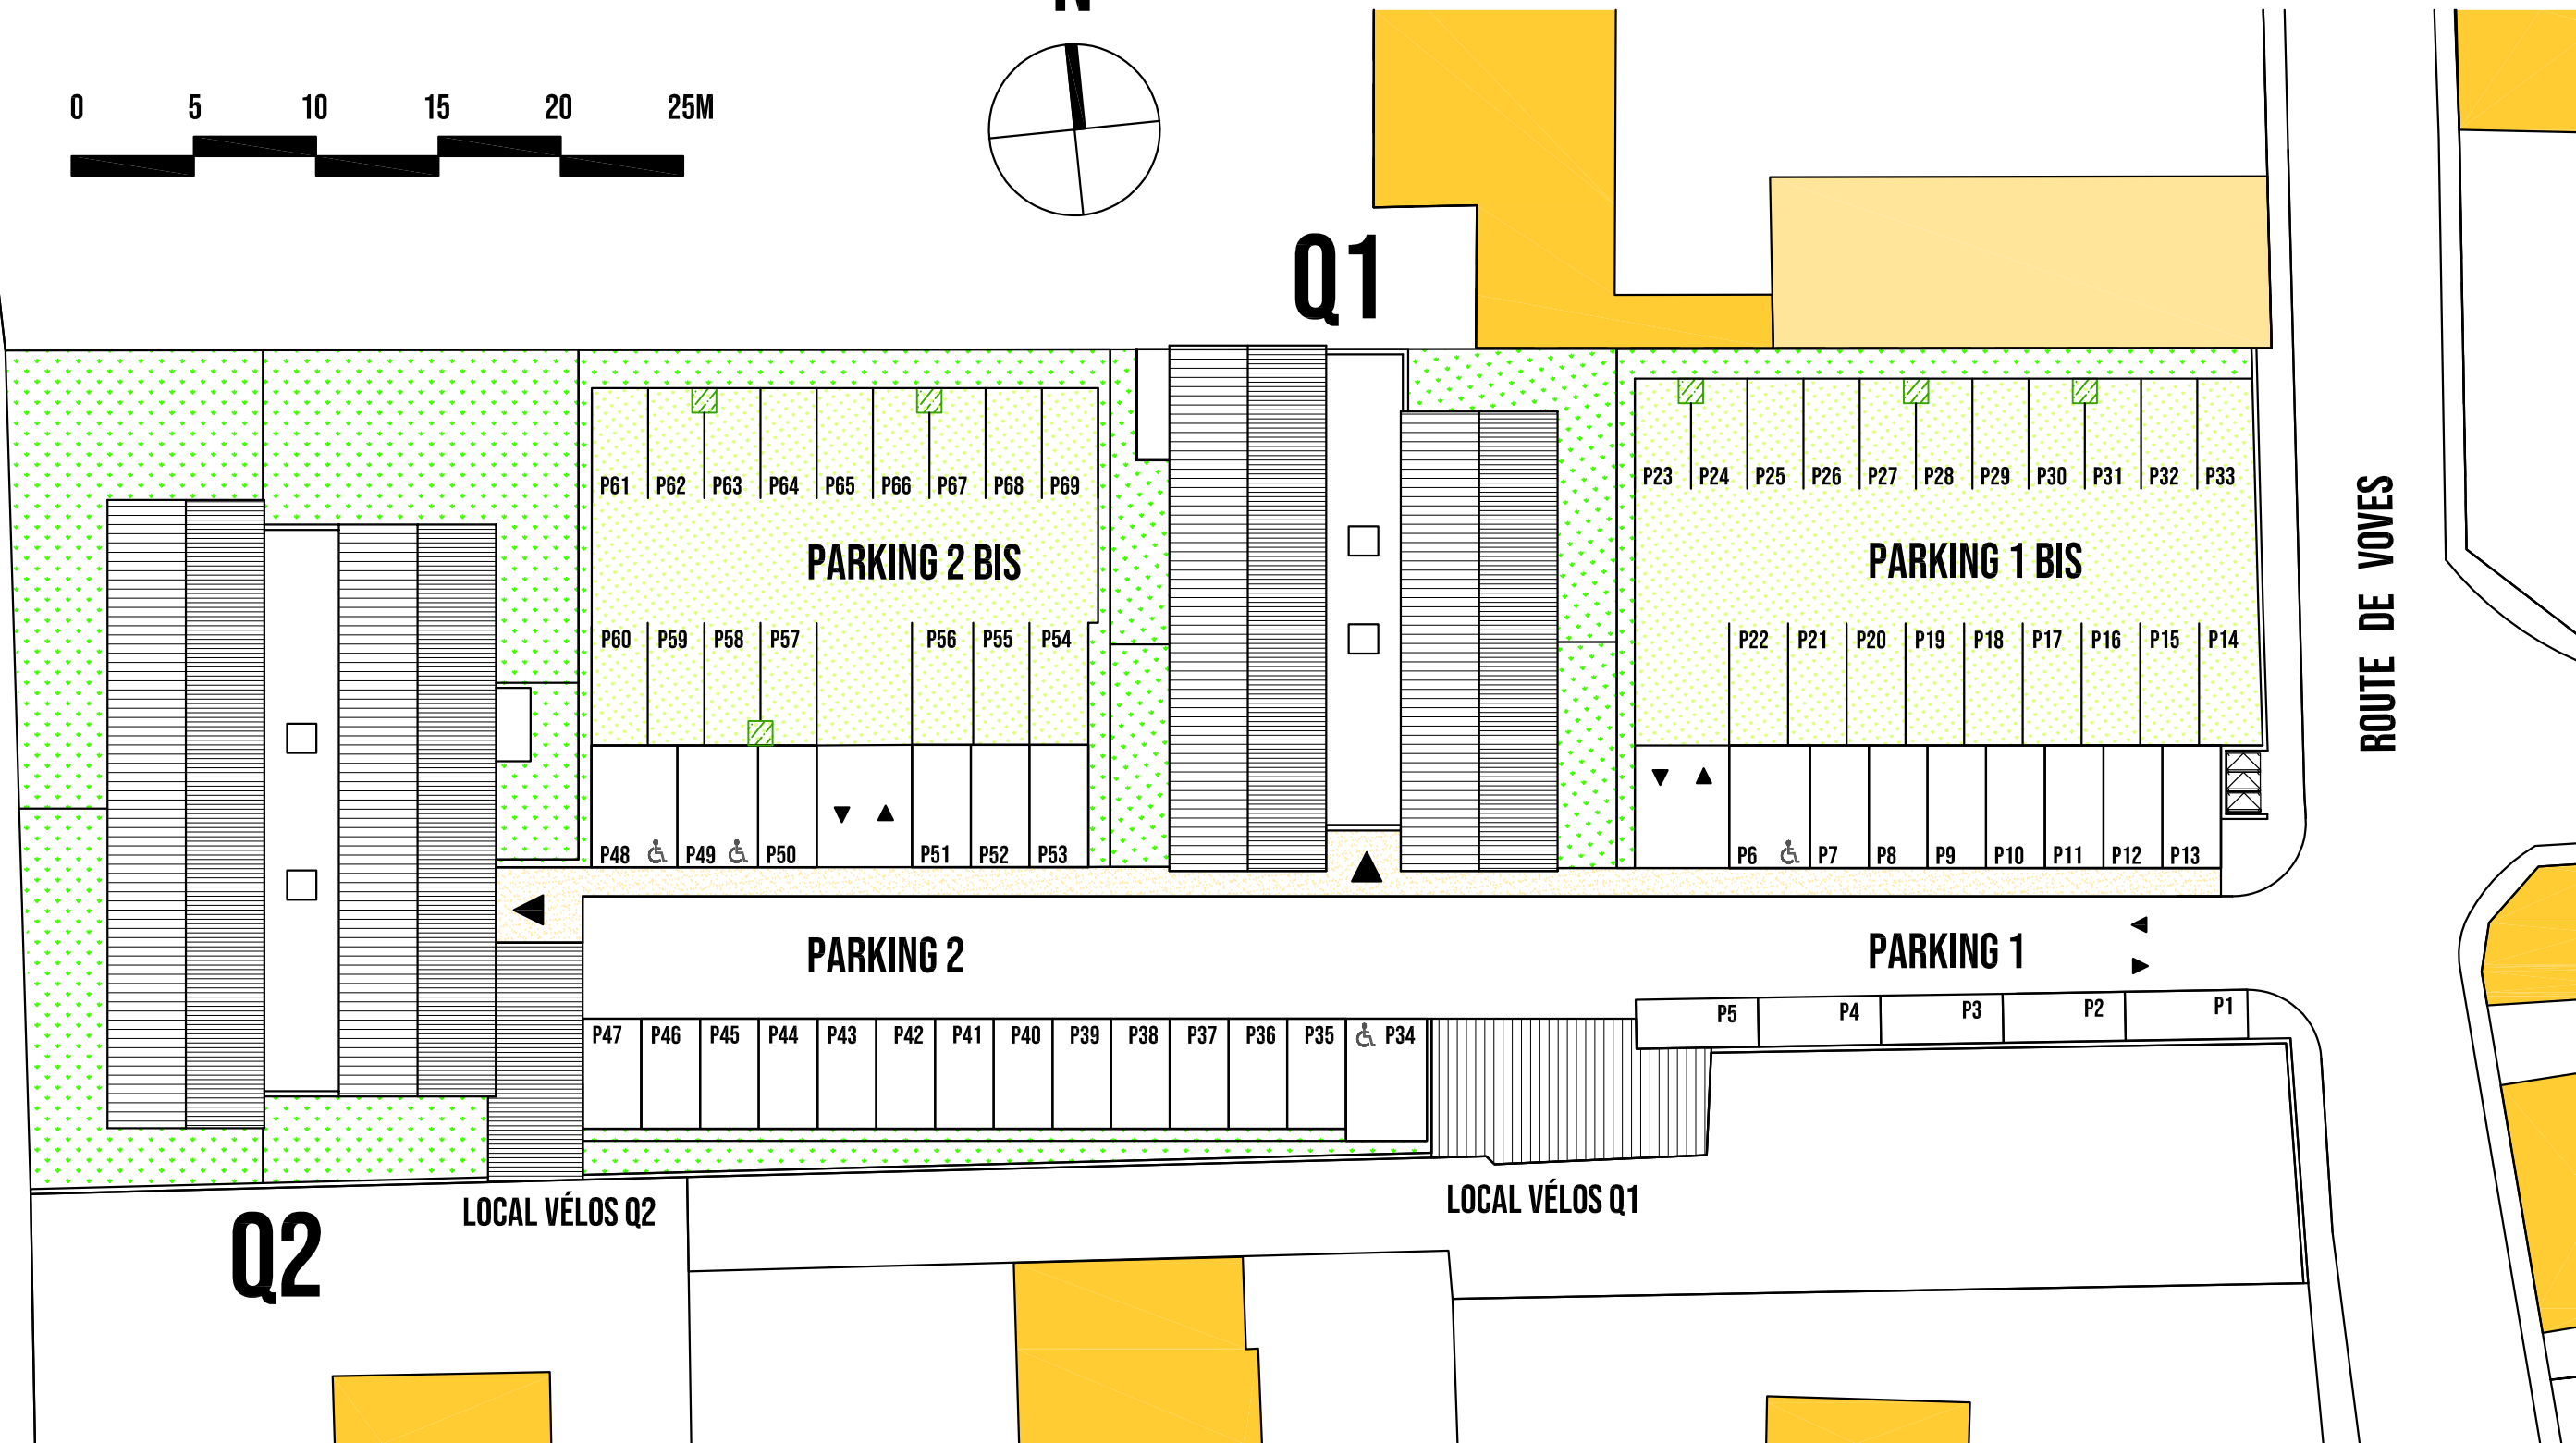 N
0 5 10 15 20 25M
Q1
P61 P62 P63 P64 P65 P66 P67 P68 P69
P23 P24 P25 P26 P27 P28 P29 P30 P31 P32 P33
PARKING 2 BIS
PARKING 1 BIS
ROUTE DE VOVES
P60 P59 P58 P57 P56 P55 P54
P22 P21 P20 P19 P18 P17 P16 P15 P14
P48 P49 P50 P51 P52 P53
P6 P7 P8 P9 P10 P11 P12 P13
PARKING 2
PARKING 1
P5 P4 P3 P2 P1
P47 P46 P45 P44 P43 P42 P41 P40 P39 P38 P37 P36 P35 P34
LOCAL VÉLOS Q2
LOCAL VÉLOS Q1
Q2